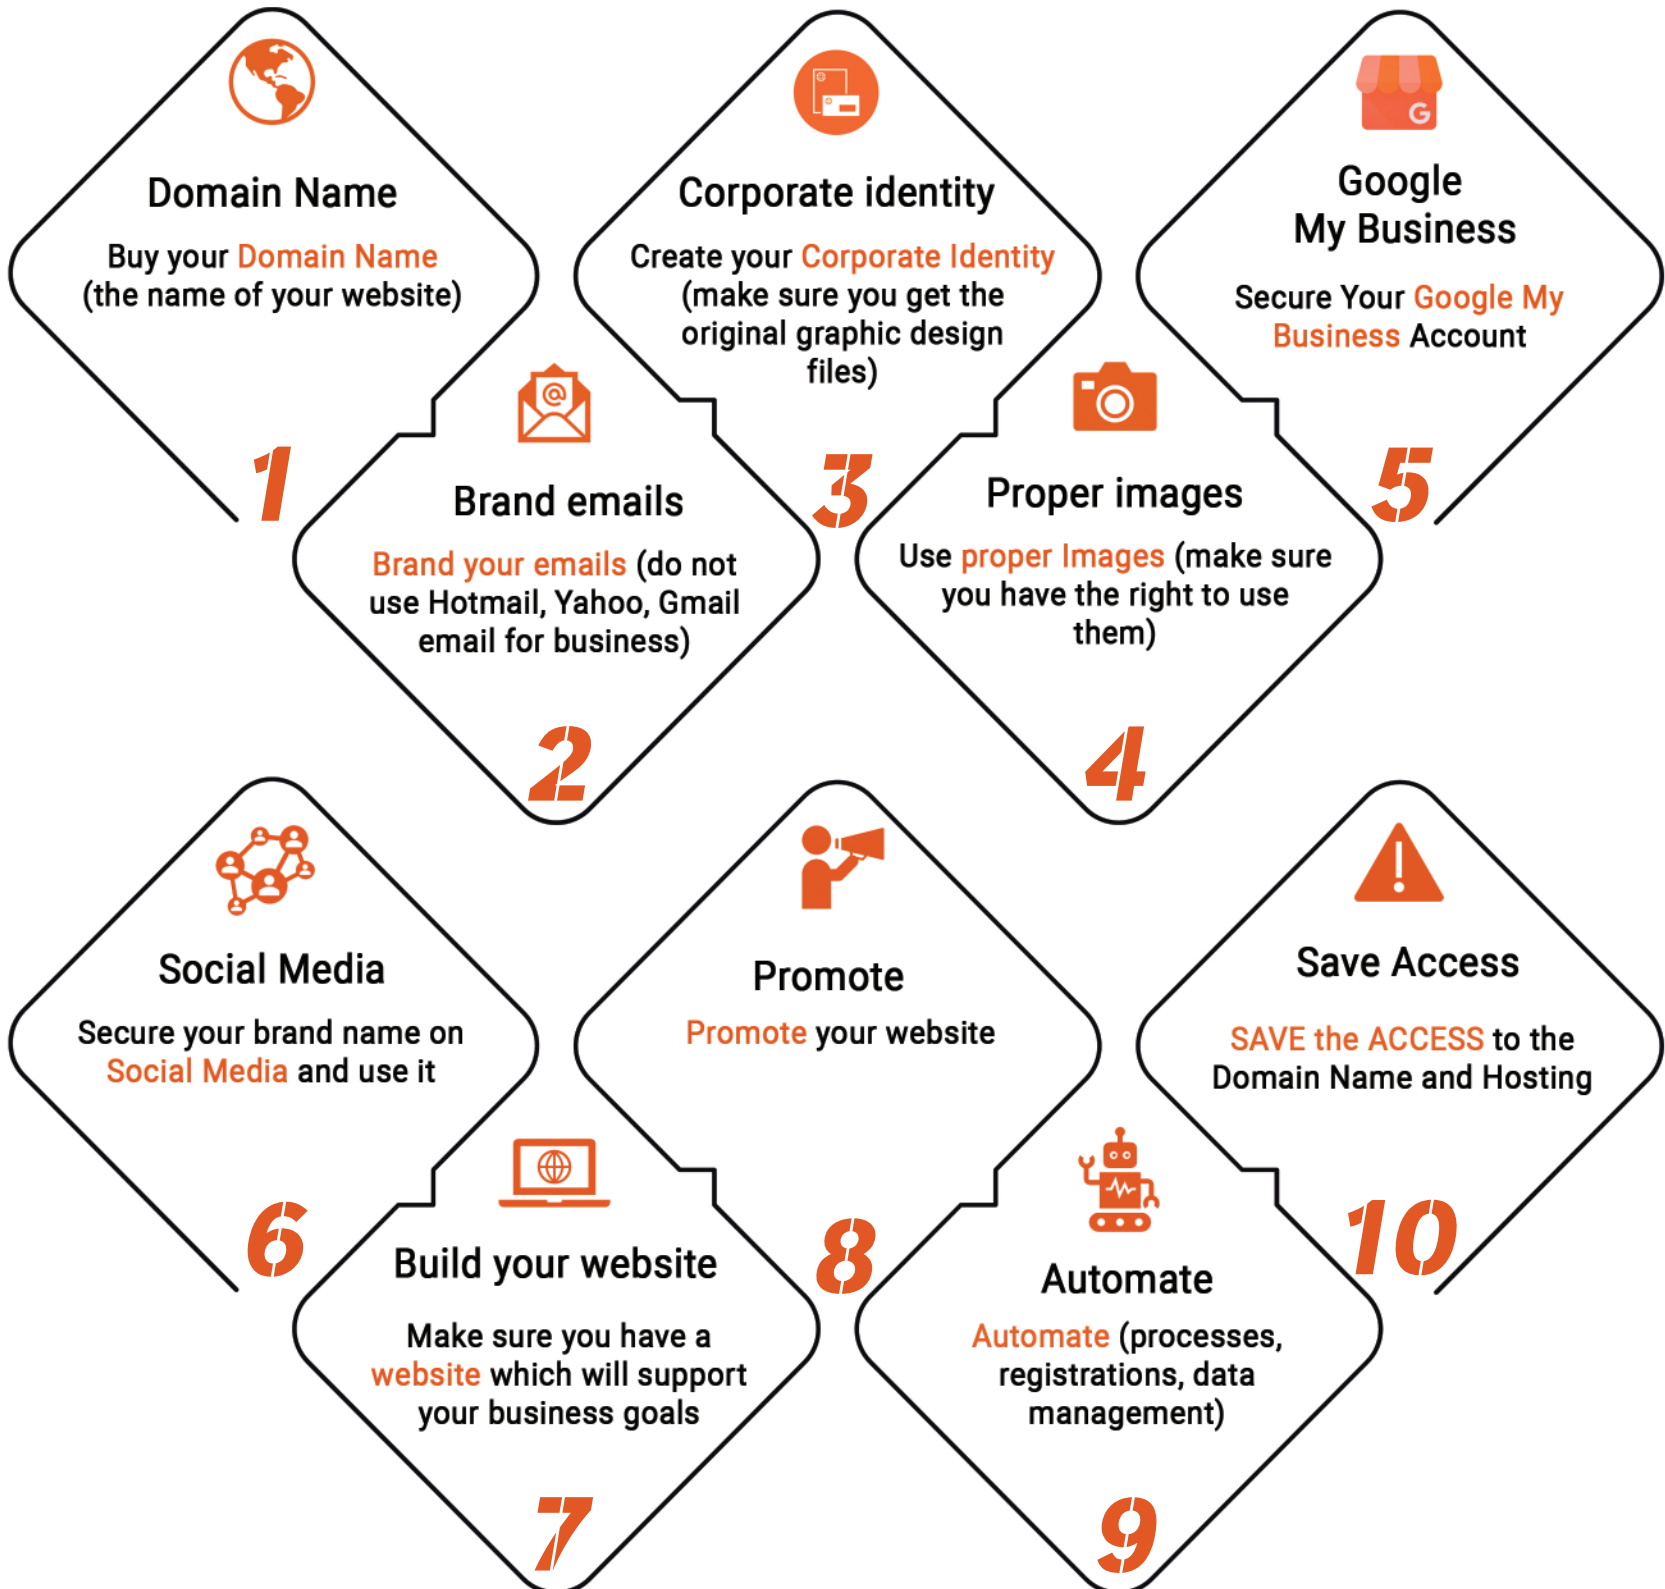 Domain Name
Buy your Domain Name
(the name of your website)
1
@
Brand emails
Brand your emails (do not
use Hotmail, Yahoo, Gmail
email for business)
2
Corporate identity
Create your Corporate Identity
(make sure you get the
original graphic design
files)
3
Proper images
Use proper Images (make sure
you have the right to use
them)
4
G
Google
My Business
Secure Your Google My
Business Account
5
Social Media
Secure your brand name on
Social Media and use it
6
Build your website
Make sure you have a
website which will support
your business goals
7
Promote
Promote your website
8
Automate
Automate (processes,
registrations, data
management)
9
!
Save Access
SAVE the ACCESS to the
Domain Name and Hosting
10